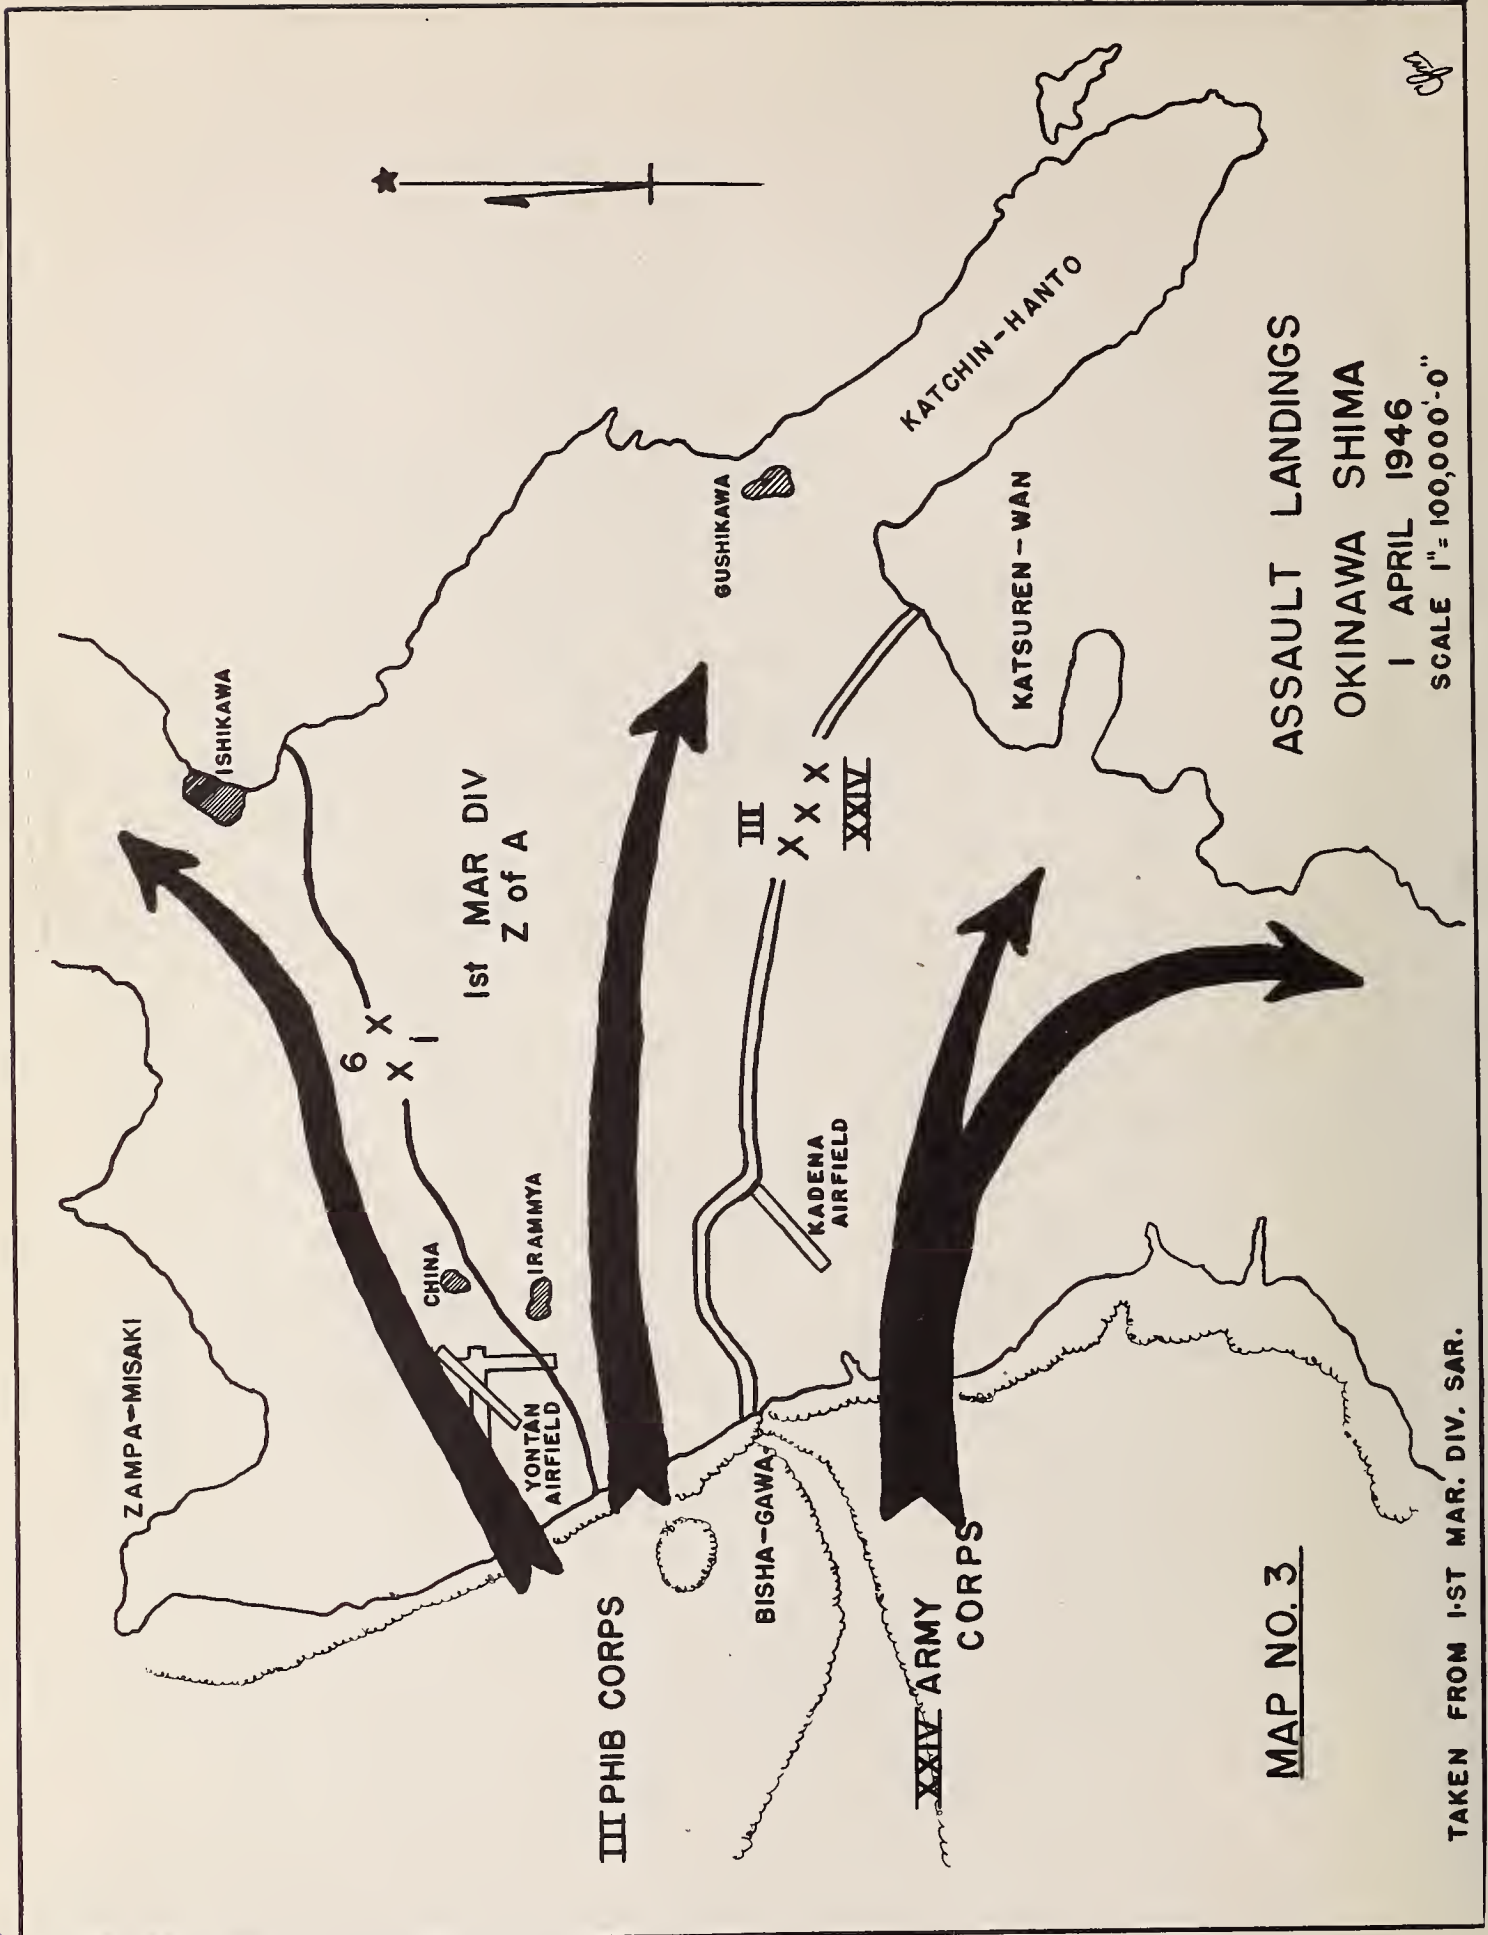 ZAMPA-MISAKI
ISHIKAWA
6
X X
1
1st MAR DIV
Z of A
CHINA
IRAMMYA
YONTAN
AIRFIELD
GUSHIKAWA
III
X X X
XXIV
KADENA
AIRFIELD
KATCHIN-HANTO
KATSUREN-WAN
III PHIB CORPS
BISHA-GAWA
XXIV ARMY
CORPS
MAP NO. 3
ASSAULT LANDINGS
OKINAWA SHIMA
1 APRIL 1946
SCALE 1"=100,000'-0"
TAKEN FROM 1-ST MAR. DIV. SAR.